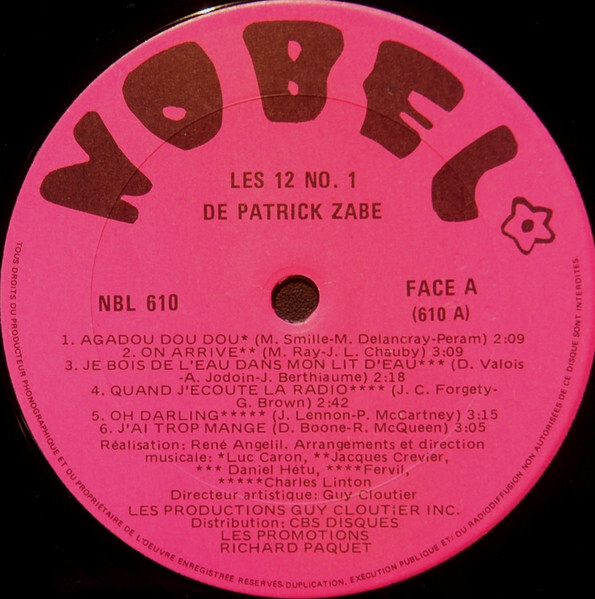 NOBEL
LES 12 NO. 1
DE PATRICK ZABE
NBL 610
FACE A
(610 A)
1. AGADOU DOU DOU* (M. Smille-M. Delancray-Peram) 2:09
2. ON ARRIVE** (M. Ray-J. L. Chauby) 3:09
3. JE BOIS DE L'EAU DANS MON LIT D'EAU*** (D. Valois
-A. Jodoin-J. Berthiaume) 2:18
4. QUAND J'ECOUTE LA RADIO**** (J. C. Forgety-
G. Brown) 2:42
5. OH DARLING***** (J. Lennon-P. McCartney) 3:15
6. J'AI TROP MANGE (D. Boone-R. McQueen) 3:05
Réalisation: René Angelil. Arrangements et direction
musicale: *Luc Caron, **Jacques Crevier,
*** Daniel Hétu, ****Fervil,
*****Charles Linton
Directeur artistique: Guy Cloutier
LES PRODUCTIONS GUY CLOUTIER INC.
Distribution: CBS DISQUES
LES PROMOTIONS
RICHARD PAQUET
TOUS DROITS DU PRODUCTEUR PHONOGRAPHIQUE ET DU PROPRIETAIRE DE L'OEUVRE ENREGISTRÉE RESERVÉS.DUPLICATION, EXÉCUTION PUBLIQUE ET/OU RADIODIFFUSION NON AUTORISÉES DE CE DISQUE SONT INTERDITES